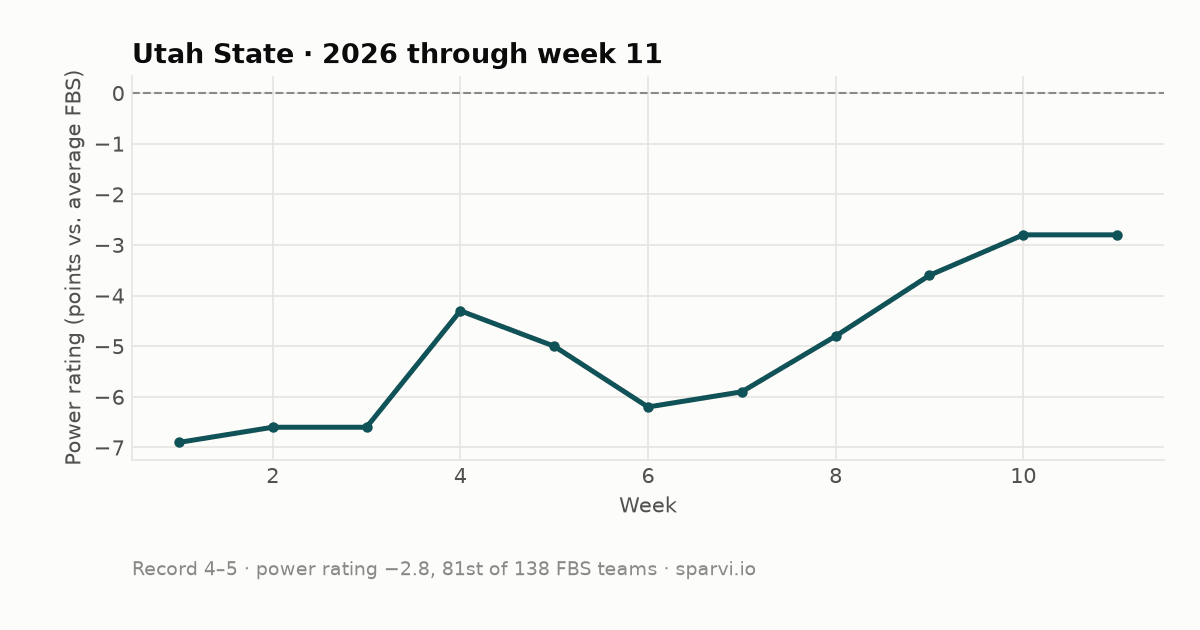 Utah State · 2026 through week 11
Power rating (points vs. average FBS)
0
−1
−2
−3
−4
−5
−6
−7
2 4 6 8 10
Week
Record 4–5 · power rating −2.8, 81st of 138 FBS teams · sparvi.io